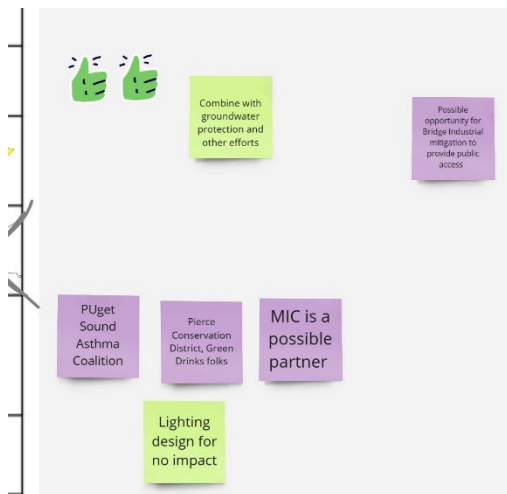 Combine with
groundwater
protection and
other efforts
Possible
opportunity for
Bridge Industrial
mitigation to
provide public
access
PUget
Sound
Asthma
Coalition
Pierce
Conservation
District, Green
Drinks folks
MIC is a
possible
partner
Lighting
design for
no impact